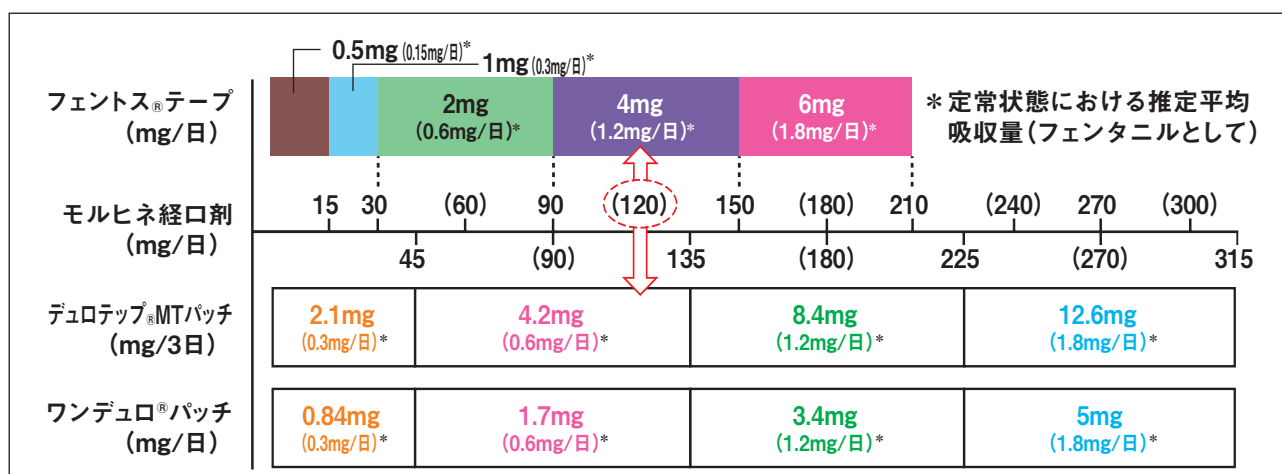 0.5mg(0.15mg/日)*
1mg(0.3mg/日)*
フェントス®テープ
(mg/日)
2mg
(0.6mg/日)*
4mg
(1.2mg/日)*
6mg
(1.8mg/日)*
*定常状態における推定平均
吸収量(フェンタニルとして)
モルヒネ経口剤
(mg/日)
15 30 (60) 90 (120) 150 (180) 210 (240) 270 (300)
45 (90) 135 (180) 225 (270) 315
デュロテップ®MTパッチ
(mg/3日)
2.1mg
(0.3mg/日)*
4.2mg
(0.6mg/日)*
8.4mg
(1.2mg/日)*
12.6mg
(1.8mg/日)*
ワンデュロ®パッチ
(mg/日)
0.84mg
(0.3mg/日)*
1.7mg
(0.6mg/日)*
3.4mg
(1.2mg/日)*
5mg
(1.8mg/日)*